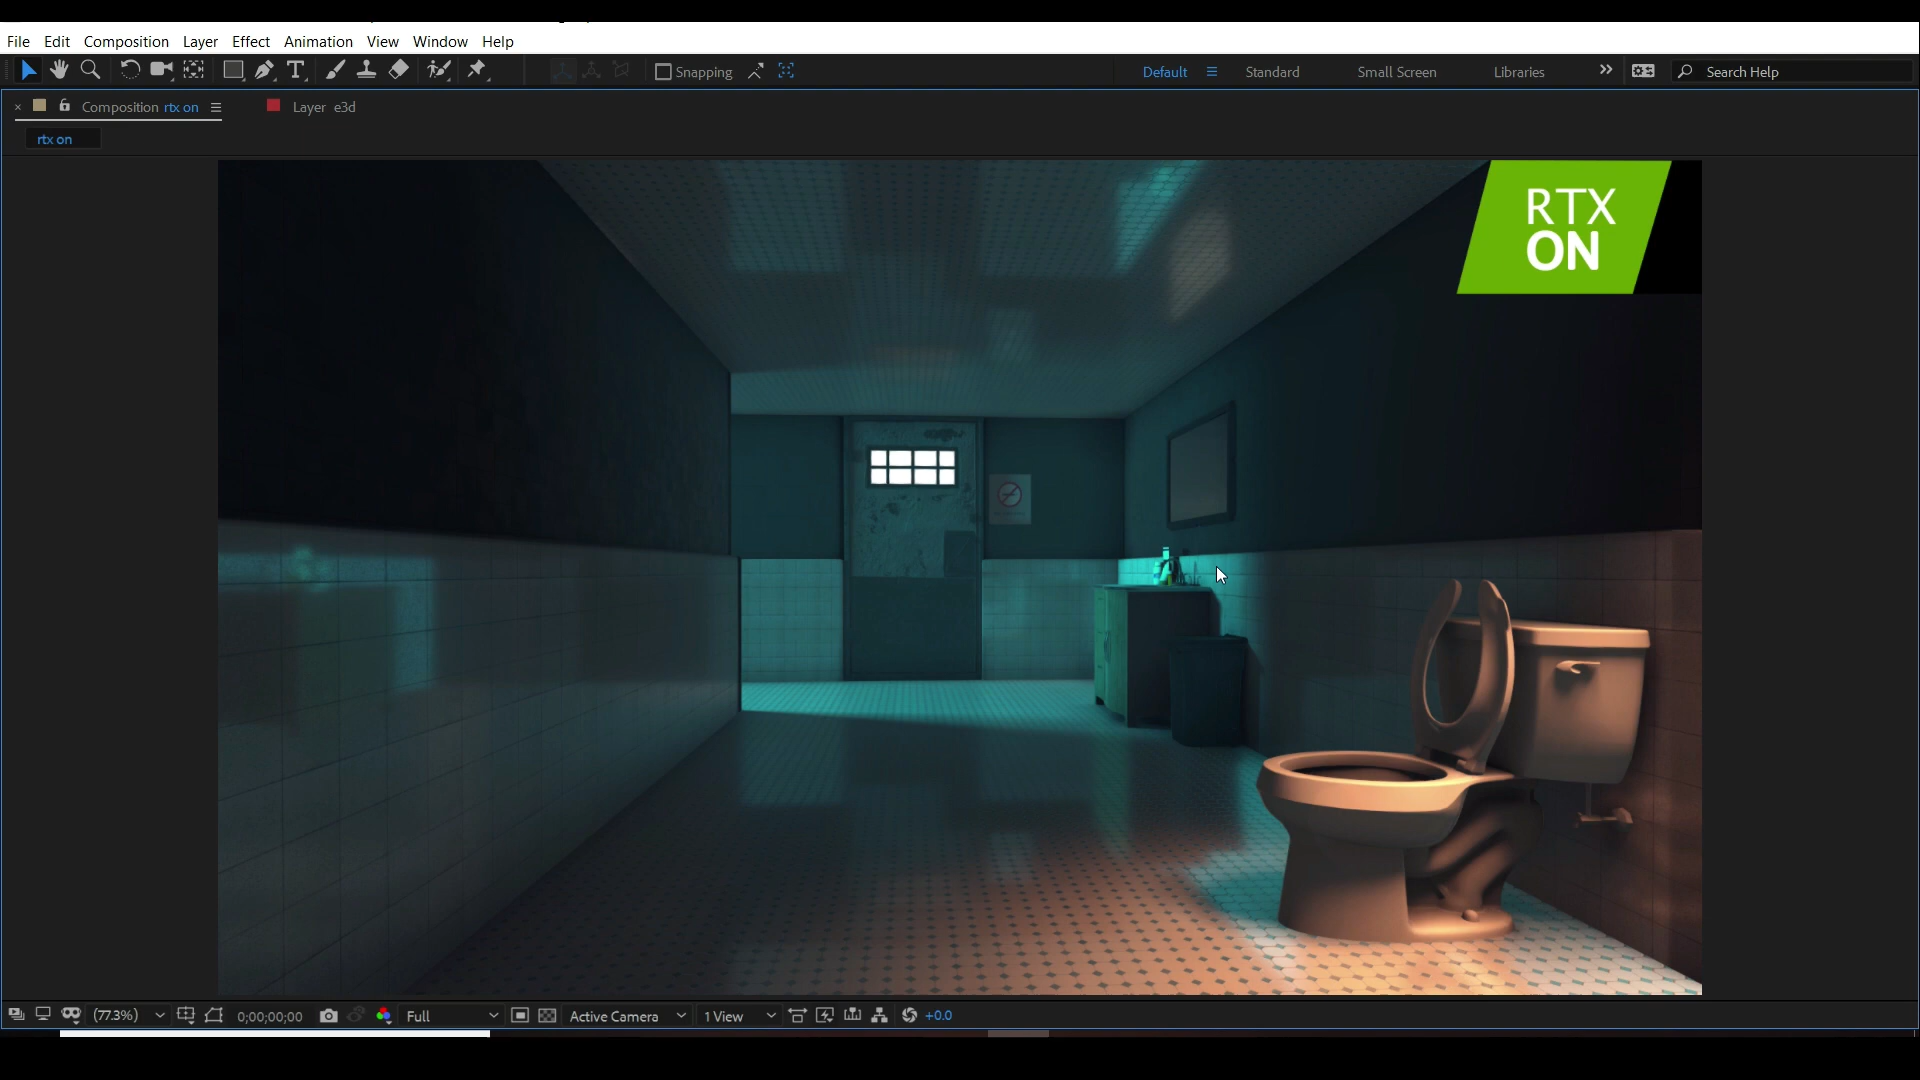 File Edit Composition Layer Effect Animation View Window Help
Snapping Default Standard Small Screen Libraries Search Help
Composition rtx on Layer e3d
rtx on
RTX
ON
(77.3%) 0;00;00;00 Full Active Camera 1 View +0.0